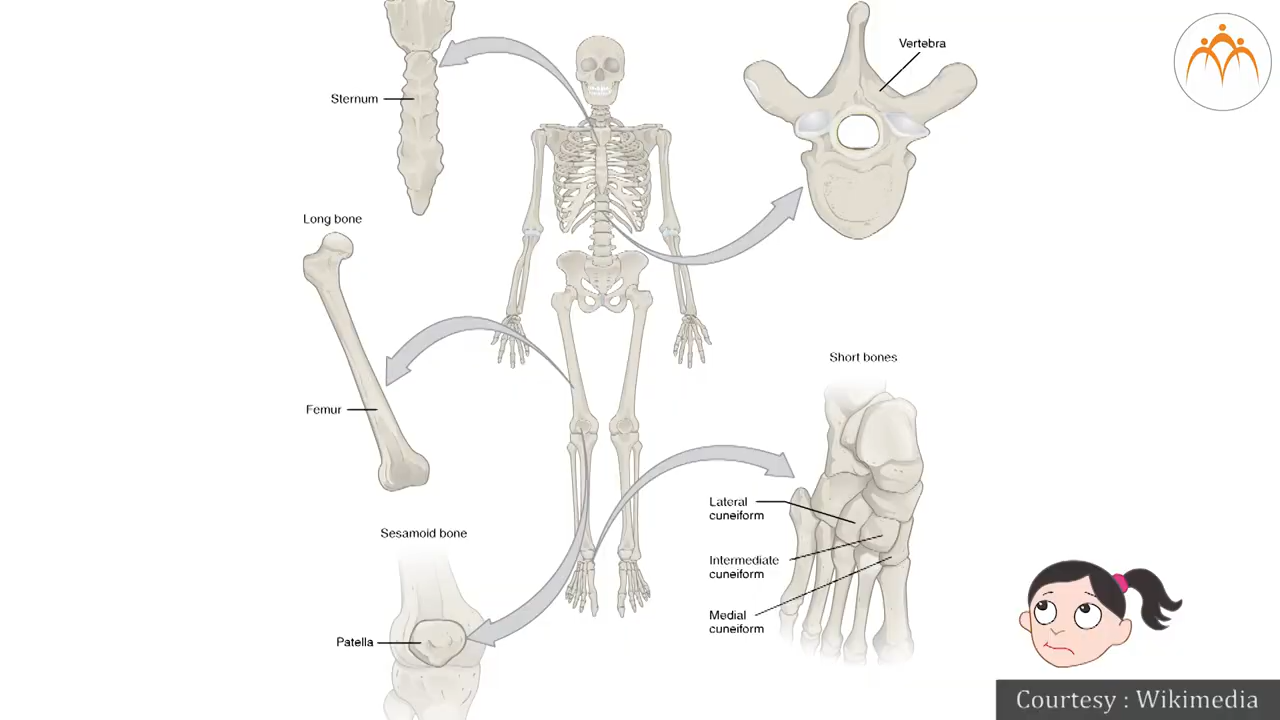 Sternum
Vertebra
Long bone
Femur
Short bones
Lateral
cuneiform
Intermediate
cuneiform
Medial
cuneiform
Sesamoid bone
Patella
Courtesy : Wikimedia